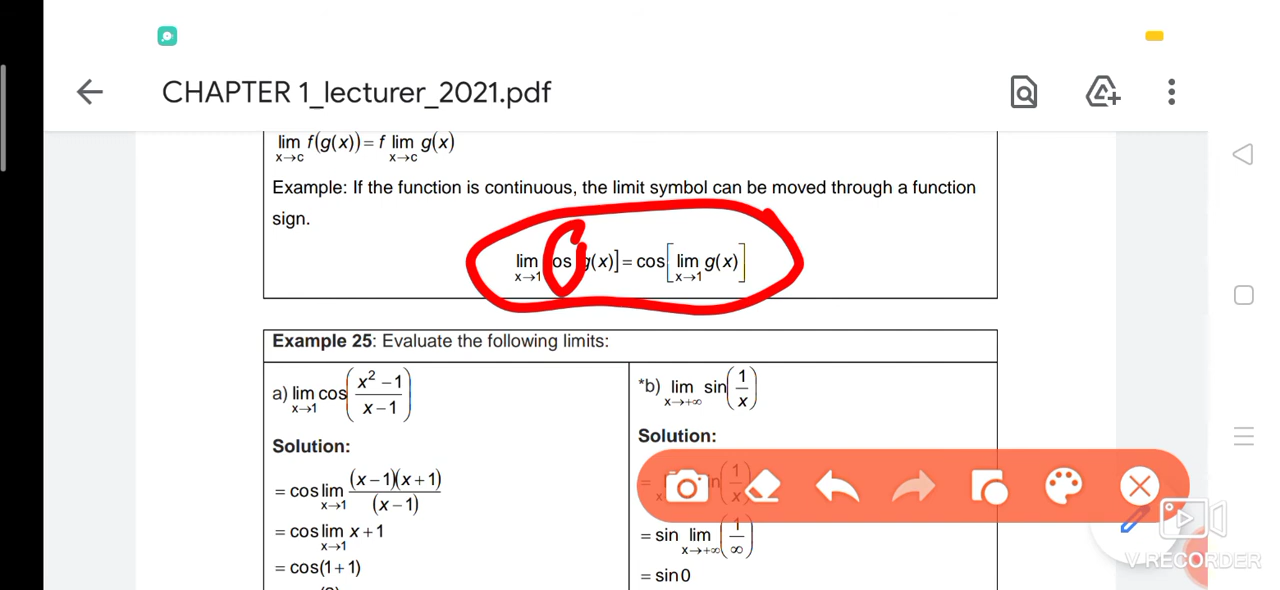 CHAPTER 1_lecturer_2021.pdf
lim f(g(x)) = f lim g(x)
x→c x→c
Example: If the function is continuous, the limit symbol can be moved through a function
sign.
lim cos[g(x)] = cos[lim g(x)]
x→1 x→1
Example 25: Evaluate the following limits:
a) lim cos((x² − 1)/(x − 1))
x→1
Solution:
= cos lim (x − 1)(x + 1)/(x − 1)
x→1
= cos lim x + 1
x→1
= cos(1 + 1)
*b) lim sin(1/x)
x→+∞
Solution:
= sin lim (1/∞)
x→+∞
= sin 0
V RECORDER